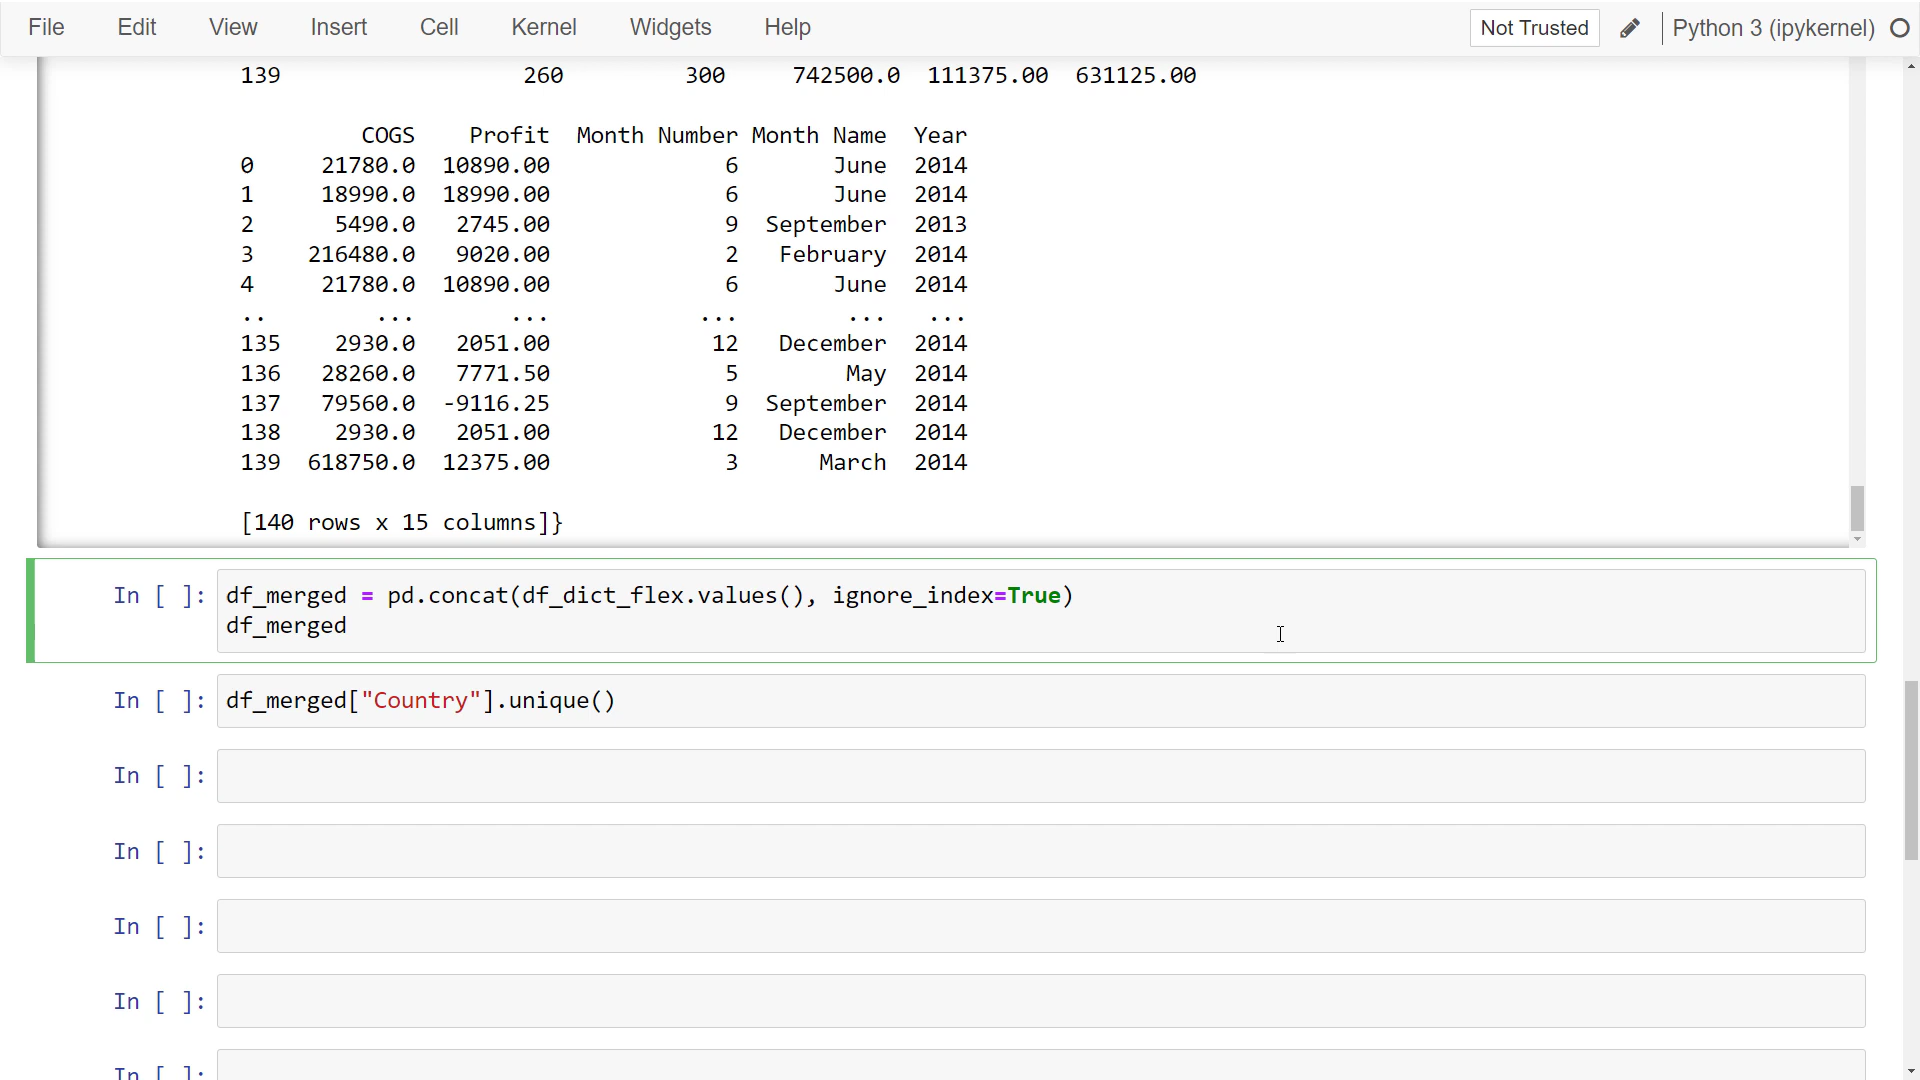 File Edit View Insert Cell Kernel Widgets Help Not Trusted Python 3 (ipykernel)
139 260 300 742500.0 111375.00 631125.00
COGS Profit Month Number Month Name Year
0 21780.0 10890.00 6 June 2014
1 18990.0 18990.00 6 June 2014
2 5490.0 2745.00 9 September 2013
3 216480.0 9020.00 2 February 2014
4 21780.0 10890.00 6 June 2014
.. ... ... ... ... ...
135 2930.0 2051.00 12 December 2014
136 28260.0 7771.50 5 May 2014
137 79560.0 -9116.25 9 September 2014
138 2930.0 2051.00 12 December 2014
139 618750.0 12375.00 3 March 2014
[140 rows x 15 columns]}
In [ ]: df_merged = pd.concat(df_dict_flex.values(), ignore_index=True)
df_merged
In [ ]: df_merged["Country"].unique()
In [ ]:
In [ ]:
In [ ]:
In [ ]:
In [ ]: